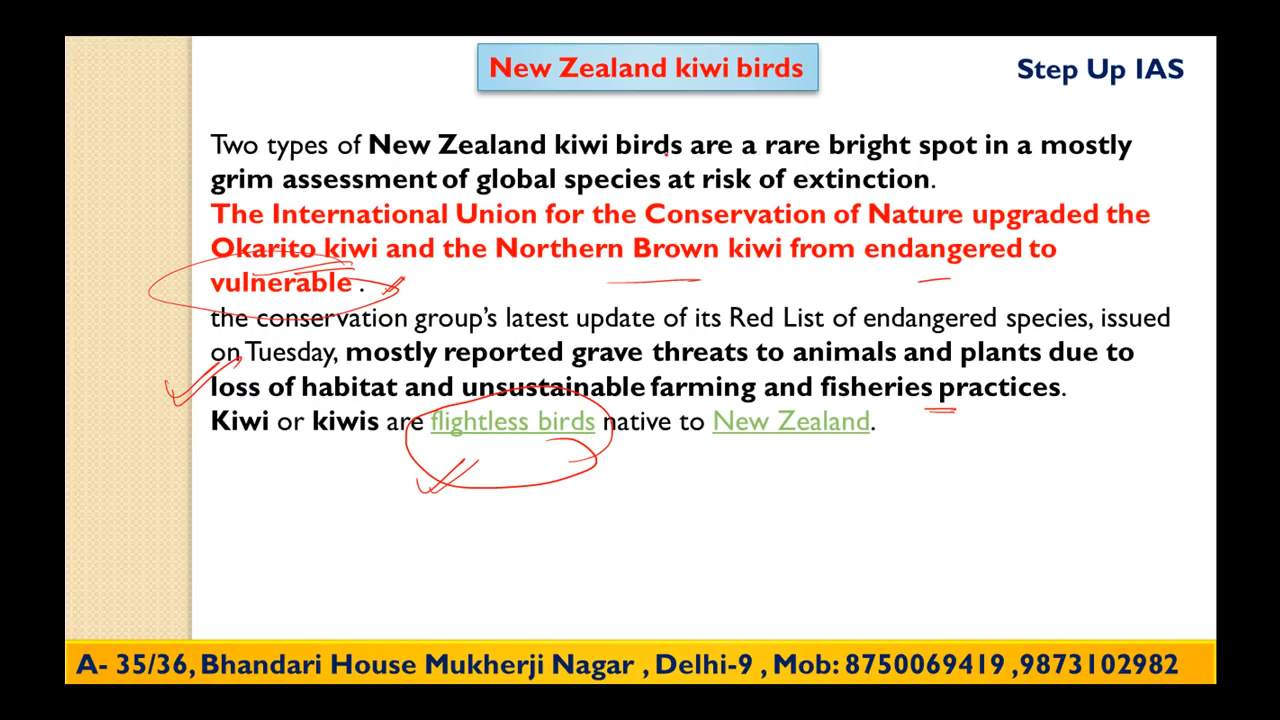 New Zealand kiwi birds
Step Up IAS
Two types of New Zealand kiwi birds are a rare bright spot in a mostly
grim assessment of global species at risk of extinction.
The International Union for the Conservation of Nature upgraded the
Okarito kiwi and the Northern Brown kiwi from endangered to
vulnerable .
the conservation group's latest update of its Red List of endangered species, issued
on Tuesday, mostly reported grave threats to animals and plants due to
loss of habitat and unsustainable farming and fisheries practices.
Kiwi or kiwis are flightless birds native to New Zealand.
A- 35/36, Bhandari House Mukherji Nagar , Delhi-9 , Mob: 8750069419 ,9873102982